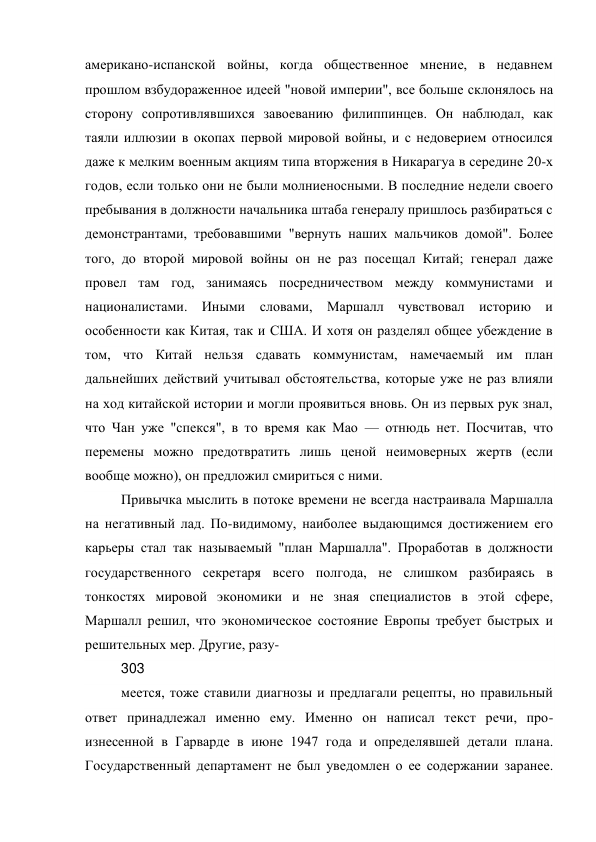 американо-испанской войны, когда общественное мнение, в недавнем
прошлом взбудораженное идеей "новой империи", все больше склонялось на
сторону сопротивлявшихся завоеванию филиппинцев. Он наблюдал, как
таяли иллюзии в окопах первой мировой войны, и с недоверием относился
даже к мелким военным акциям типа вторжения в Никарагуа в середине 20-х
годов, если только они не были молниеносными. В последние недели своего
пребывания в должности начальника штаба генералу пришлось разбираться с
демонстрантами, требовавшими "вернуть наших мальчиков домой". Более
того, до второй мировой войны он не раз посещал Китай; генерал даже
провел там год, занимаясь посредничеством между коммунистами и
националистами. Иными словами, Маршалл чувствовал историю и
особенности как Китая, так и США. И хотя он разделял общее убеждение в
том, что Китай нельзя сдавать коммунистам, намечаемый им план
дальнейших действий учитывал обстоятельства, которые уже не раз влияли
на ход китайской истории и могли проявиться вновь. Он из первых рук знал,
что Чан уже "спекся", в то время как Мао — отнюдь нет. Посчитав, что
перемены можно предотвратить лишь ценой неимоверных жертв (если
вообще можно), он предложил смириться с ними.
Привычка мыслить в потоке времени не всегда настраивала Маршалла
на негативный лад. По-видимому, наиболее выдающимся достижением его
карьеры стал так называемый "план Маршалла". Проработав в должности
государственного секретаря всего полгода, не слишком разбираясь в
тонкостях мировой экономики и не зная специалистов в этой сфере,
Маршалл решил, что экономическое состояние Европы требует быстрых и
решительных мер. Другие, разу-
303
меется, тоже ставили диагнозы и предлагали рецепты, но правильный
ответ принадлежал именно ему. Именно он написал текст речи, про-
изнесенной в Гарварде в июне 1947 года и определявшей детали плана.
Государственный департамент не был уведомлен о ее содержании заранее.